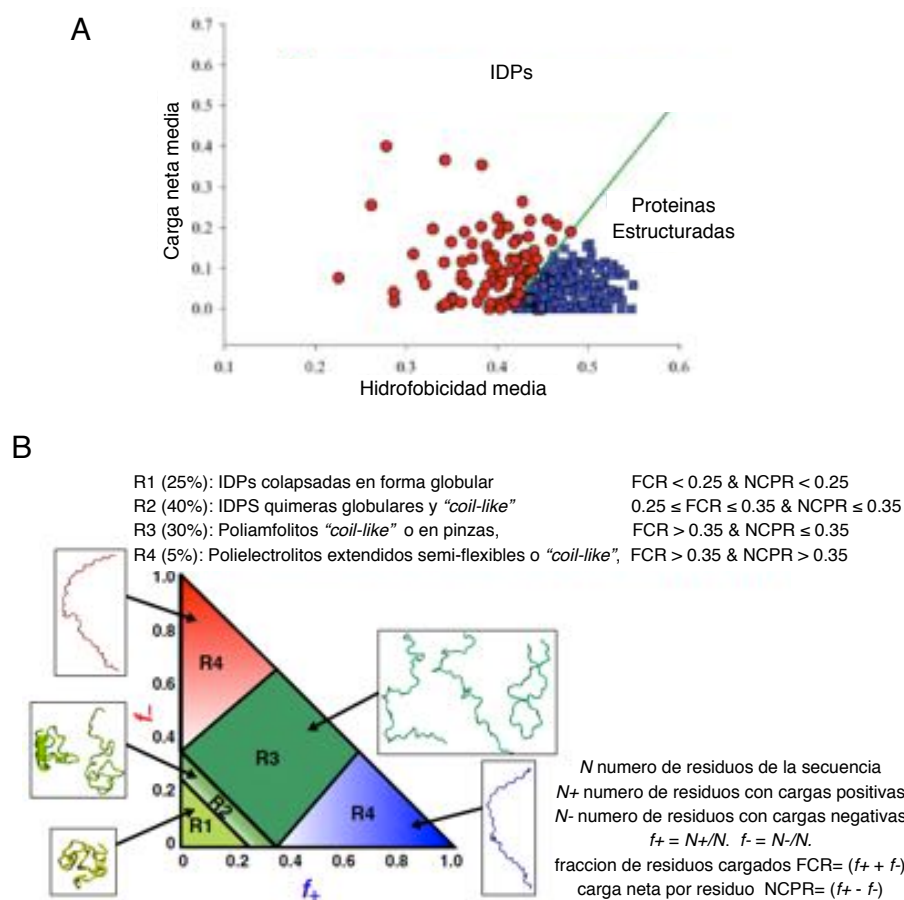 A
0.7
0.6
0.5
0.4
0.3
0.2
0.1
0.0
Carga neta media
IDPs
Proteinas
Estructuradas
0.1 0.2 0.3 0.4 0.5 0.6
Hidrofobicidad media
B
R1 (25%): IDPs colapsadas en forma globular FCR < 0.25 & NCPR < 0.25
R2 (40%): IDPS quimeras globulares y “coil-like” 0.25 ≤ FCR ≤ 0.35 & NCPR ≤ 0.35
R3 (30%): Poliamfolitos “coil-like” o en pinzas, FCR > 0.35 & NCPR ≤ 0.35
R4 (5%): Polielectrolitos extendidos semi-flexibles o “coil-like”, FCR > 0.35 & NCPR > 0.35
1.0
0.8
0.6
0.4
0.2
0
f-
R4
R3
R2
R1
R4
0 0.2 0.4 0.6 0.8 1.0
f+
N numero de residuos de la secuencia
N+ numero de residuos con cargas positivas
N- numero de residuos con cargas negativas
f+ = N+/N. f- = N-/N.
fraccion de residuos cargados FCR= (f+ + f-)
carga neta por residuo NCPR= (f+ - f-)